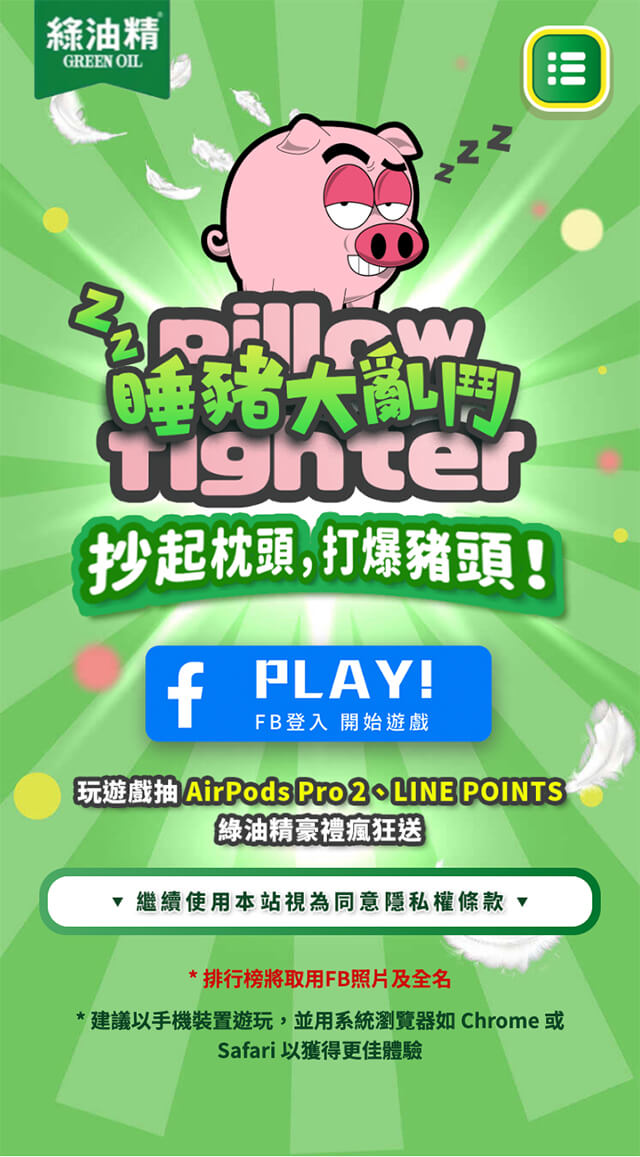 綠油精®
GREEN OIL
z z z
Z Z
pillow
睡豬大亂鬥
fighter
抄起枕頭,打爆豬頭!
f PLAY!
FB登入 開始遊戲
玩遊戲抽 AirPods Pro 2、LINE POINTS
綠油精豪禮瘋狂送
▼ 繼續使用本站視為同意隱私權條款 ▼
* 排行榜將取用FB照片及全名
* 建議以手機裝置遊玩,並用系統瀏覽器如 Chrome 或
Safari 以獲得更佳體驗